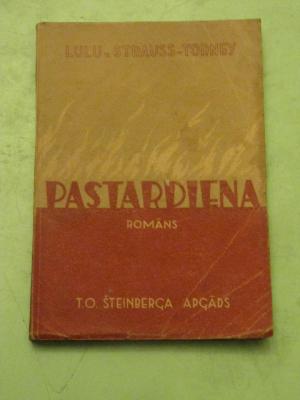 LULU v. STRAUSS-TORNEY
PASTARDIENA
ROMĀNS
T.O. ŠTEINBERGA APGĀDS